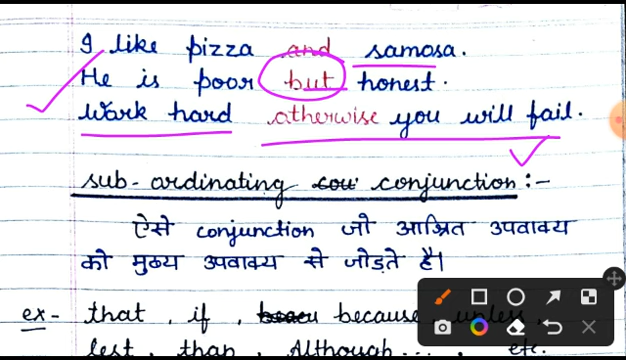 I like pizza and samosa.
He is poor but honest.
Work hard otherwise you will fail.
sub-ordinating conjunction :-
ऐसे conjunction जो आश्रित उपवाक्य
को मुख्य उपवाक्य से जोड़ते है।
ex- that, if, because, unless
lest, than, Although...., etc.